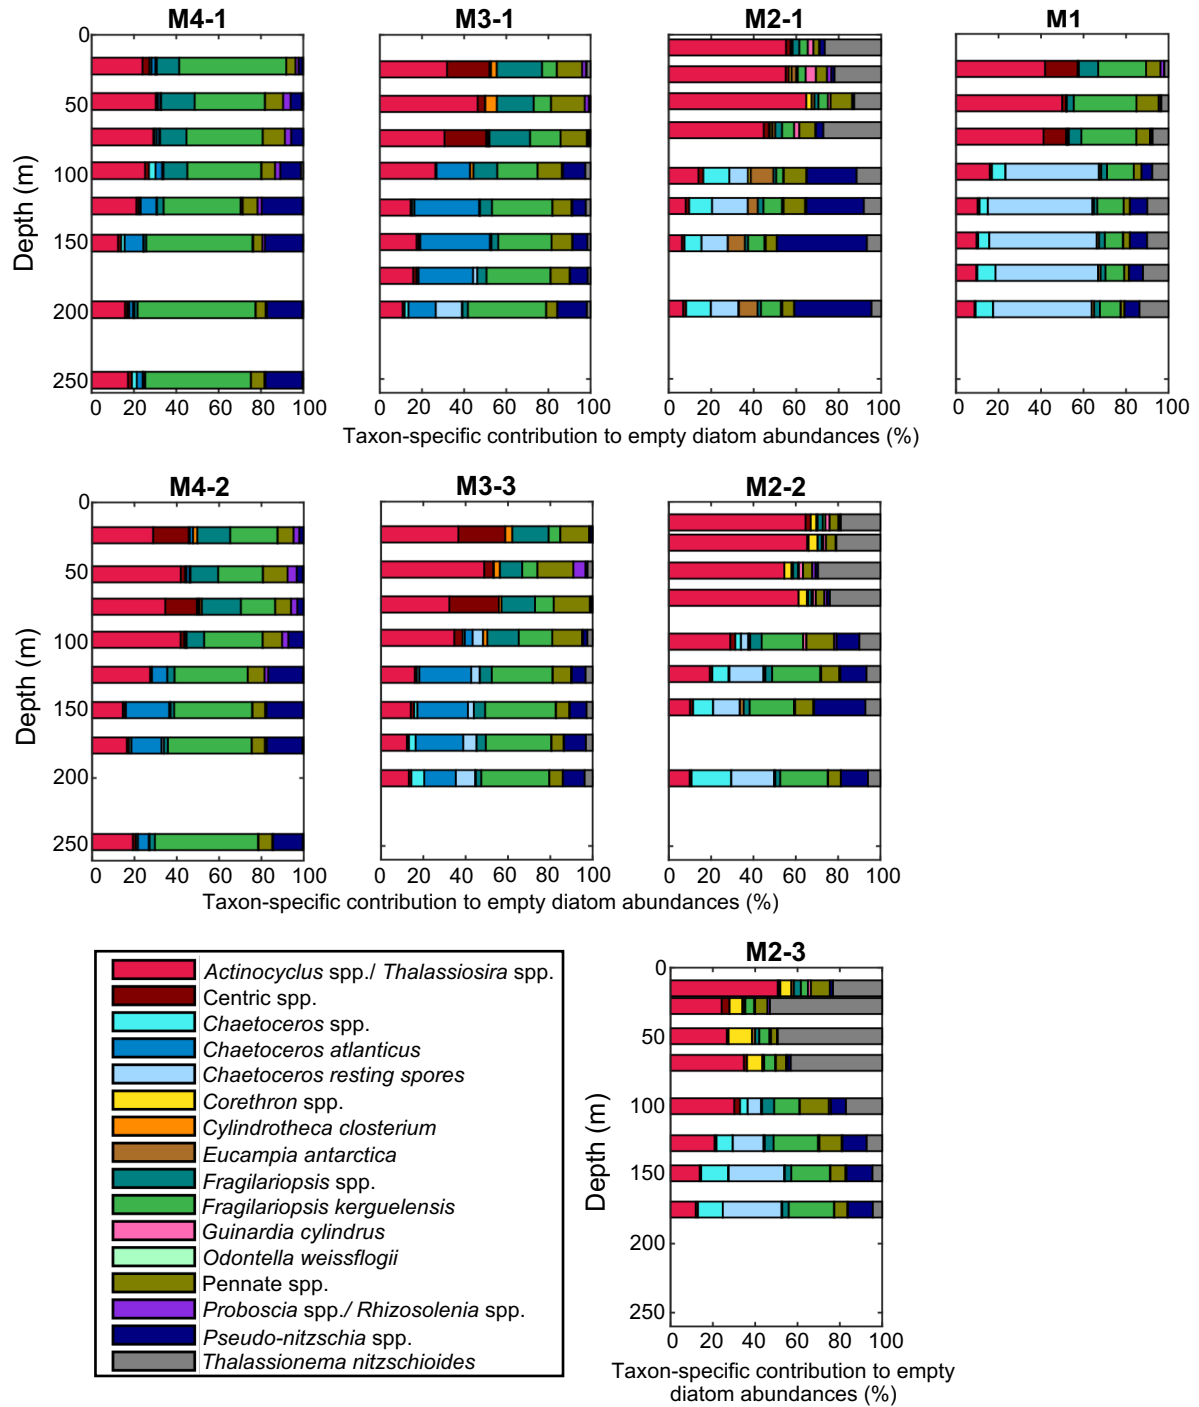 M4-1 M3-1 M2-1 M1
0
50
100
150
200
250
Depth (m)
0 20 40 60 80 100 0 20 40 60 80 100 0 20 40 60 80 100 0 20 40 60 80 100
Taxon-specific contribution to empty diatom abundances (%)
M4-2 M3-3 M2-2
0
50
100
150
200
250
Depth (m)
0 20 40 60 80 100 0 20 40 60 80 100 0 20 40 60 80 100
Taxon-specific contribution to empty diatom abundances (%)
Actinocyclus spp./ Thalassiosira spp.
Centric spp.
Chaetoceros spp.
Chaetoceros atlanticus
Chaetoceros resting spores
Corethron spp.
Cylindrotheca closterium
Eucampia antarctica
Fragilariopsis spp.
Fragilariopsis kerguelensis
Guinardia cylindrus
Odontella weissflogii
Pennate spp.
Proboscia spp./ Rhizosolenia spp.
Pseudo-nitzschia spp.
Thalassionema nitzschioides
M2-3
0
50
100
150
200
250
Depth (m)
0 20 40 60 80 100
Taxon-specific contribution to empty
diatom abundances (%)